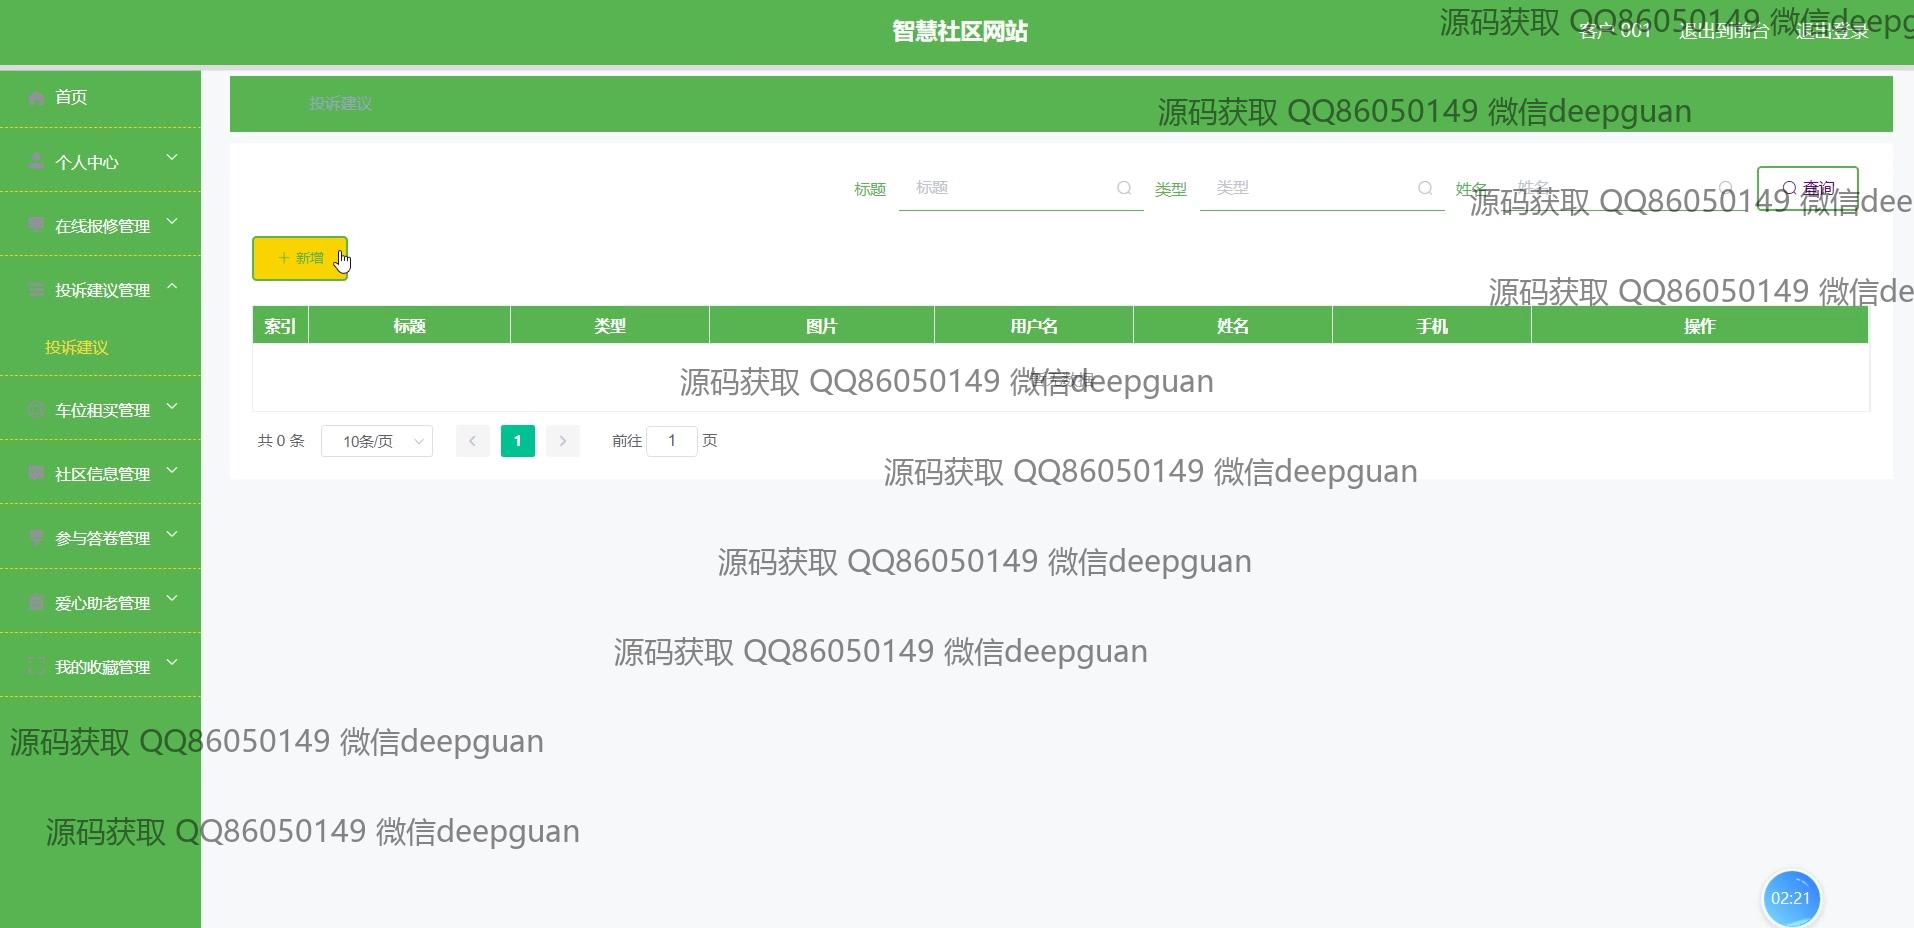 智慧社区网站
源码获取 QQ86050149 微信deepg
客户 001 退出到前台 退出登录
首页
个人中心
在线报修管理
投诉建议管理
投诉建议
车位租买管理
社区信息管理
参与答卷管理
爱心助老管理
我的收藏管理
投诉建议
源码获取 QQ86050149 微信deepguan
标题 标题 类型 类型 姓名 姓名 查询
源码获取 QQ86050149 微信dee
新增
源码获取 QQ86050149 微信de
索引 标题 类型 图片 用户名 姓名 手机 操作
暂无数据
源码获取 QQ86050149 微信deepguan
共 0 条 10条/页 1 前往 1 页
源码获取 QQ86050149 微信deepguan
源码获取 QQ86050149 微信deepguan
源码获取 QQ86050149 微信deepguan
源码获取 QQ86050149 微信deepguan
源码获取 QQ86050149 微信deepguan
02:21